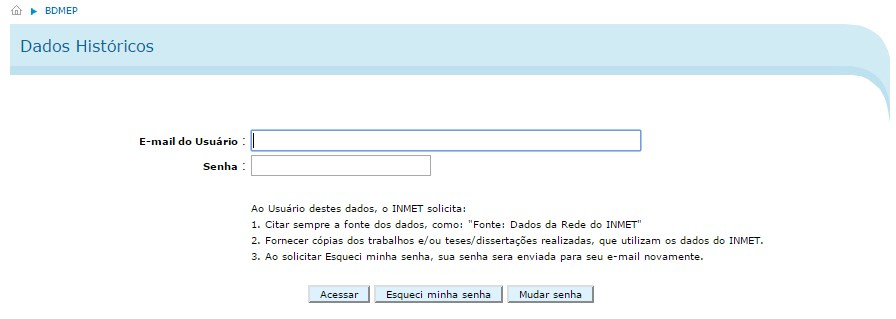 BDMEP
Dados Históricos
E-mail do Usuário :
Senha :
Ao Usuário destes dados, o INMET solicita:
1. Citar sempre a fonte dos dados, como: "Fonte: Dados da Rede do INMET"
2. Fornecer cópias dos trabalhos e/ou teses/dissertações realizadas, que utilizam os dados do INMET.
3. Ao solicitar Esqueci minha senha, sua senha sera enviada para seu e-mail novamente.
Acessar Esqueci minha senha Mudar senha